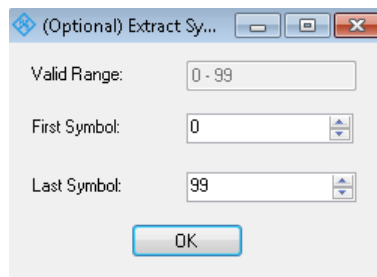 (Optional) Extract Sy...
Valid Range: 0 - 99
First Symbol: 0
Last Symbol: 99
OK